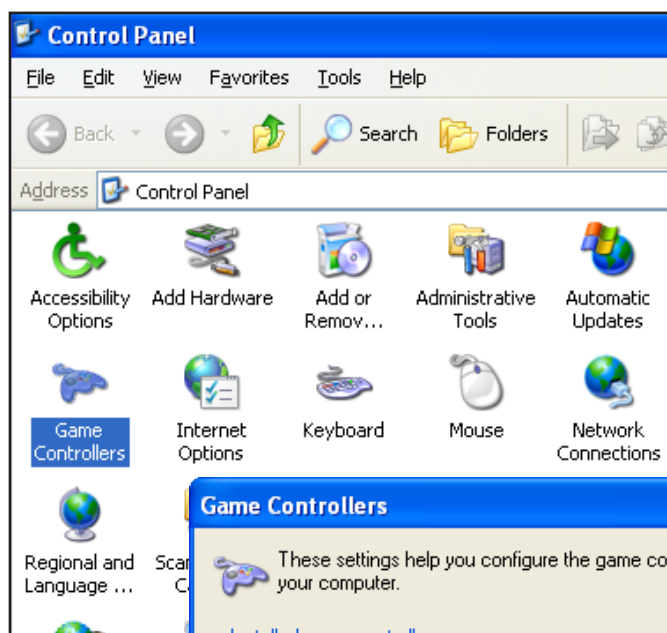 Control Panel
File Edit View Favorites Tools Help
Back Search Folders
Address Control Panel
Accessibility Options
Add Hardware
Add or Remov...
Administrative Tools
Automatic Updates
Game Controllers
Internet Options
Keyboard
Mouse
Network Connections
Game Controllers
Regional and Language ...
These settings help you configure the game
your computer.